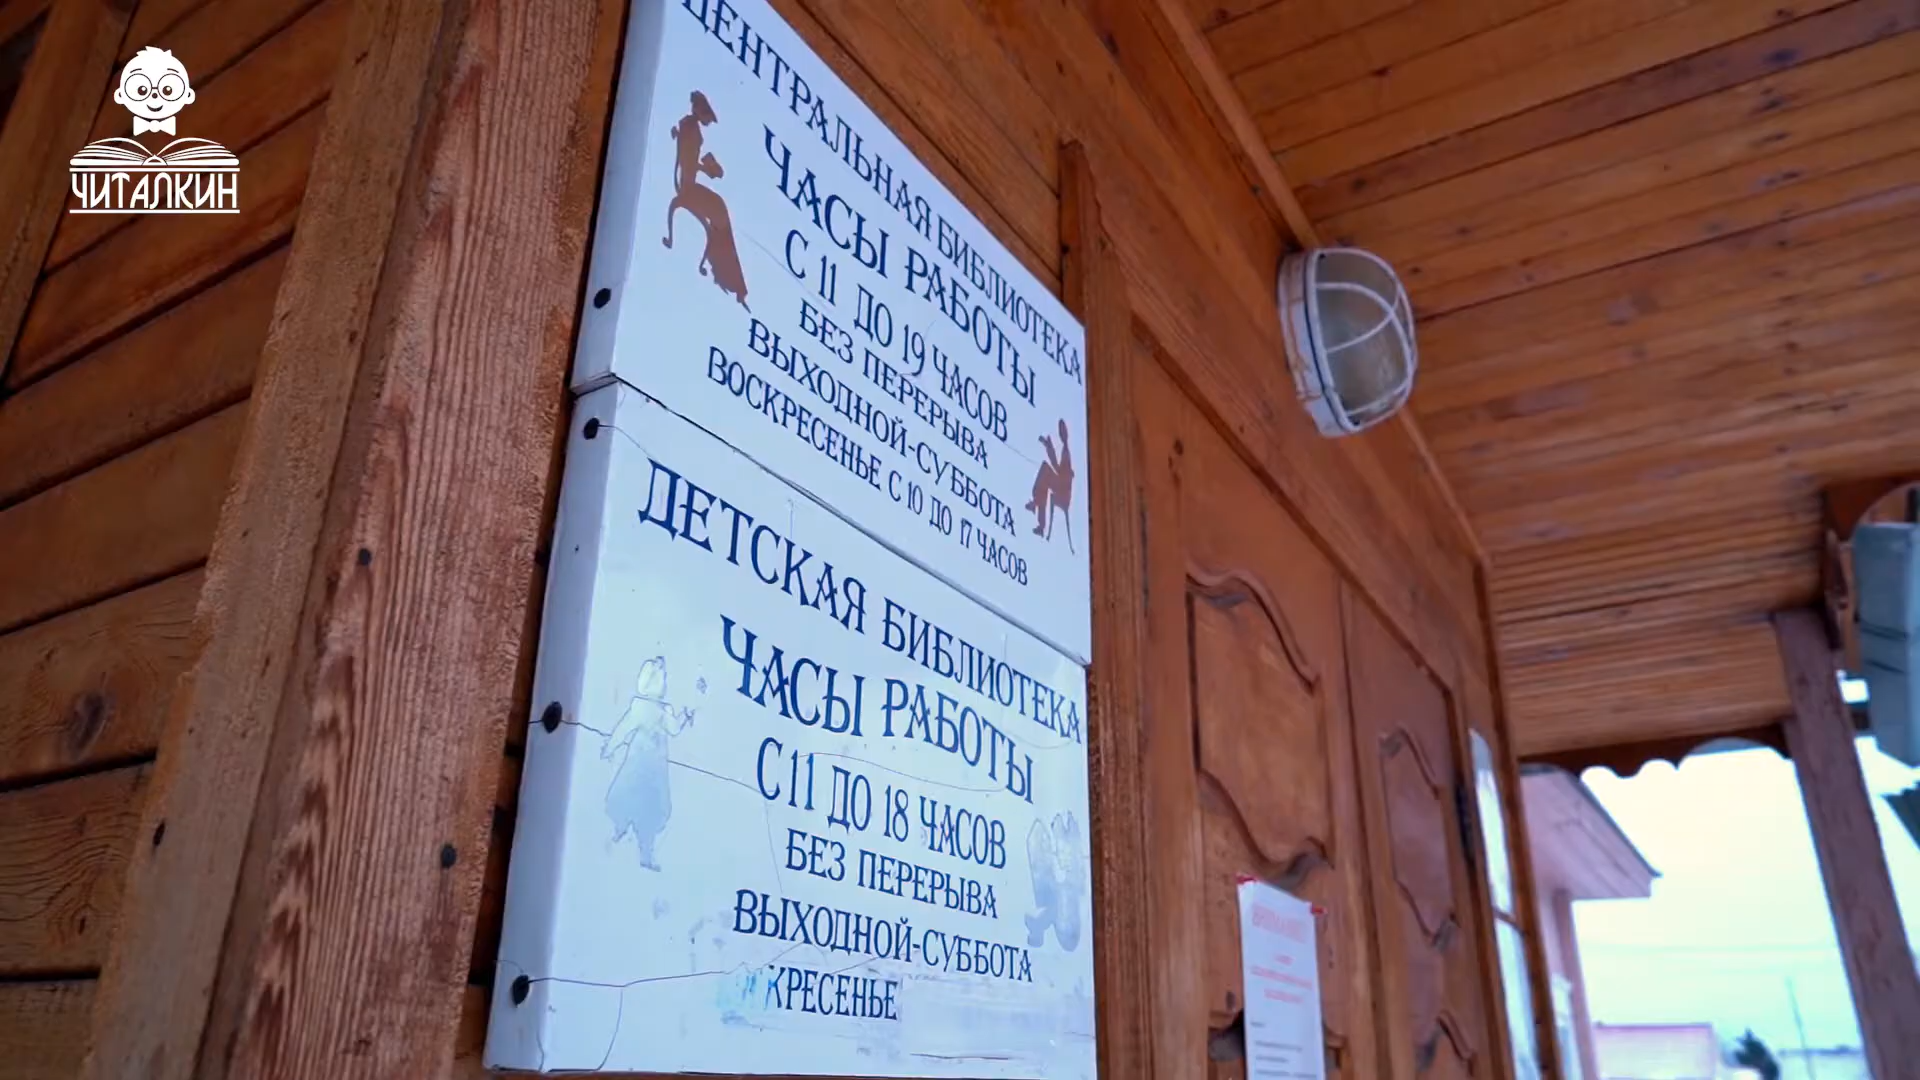 ЧИТАЛКИН
ЦЕНТРАЛЬНАЯ БИБЛИОТЕКА
ЧАСЫ РАБОТЫ
С 11 ДО 19 ЧАСОВ
БЕЗ ПЕРЕРЫВА
ВЫХОДНОЙ-СУББОТА
ВОСКРЕСЕНЬЕ С 10 ДО 17 ЧАСОВ
ДЕТСКАЯ БИБЛИОТЕКА
ЧАСЫ РАБОТЫ
С 11 ДО 18 ЧАСОВ
БЕЗ ПЕРЕРЫВА
ВЫХОДНОЙ-СУББОТА
КРЕСЕНЬЕ